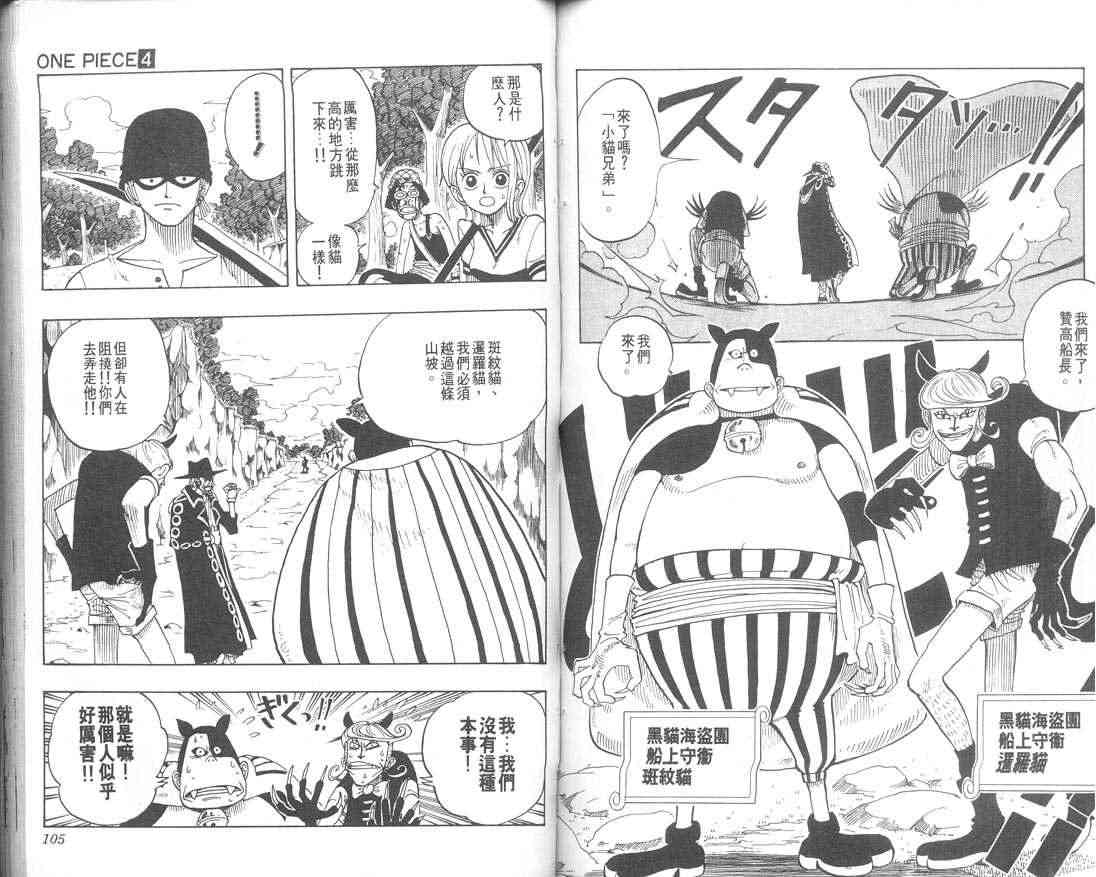 來了嗎?
「小貓兄弟」。
スタ
タッ…!!
我們來了,
贊高船長。
我們
來了。
黑貓海盜團
船上守衛
暹羅貓
黑貓海盜團
船上守衛
斑紋貓
ONE PIECE 4
那是什
麼人?
厲害…從那麼
高的地方跳
下來…!!
像貓
一樣!
…………!
斑紋貓、
暹羅貓,
我們必須
越過這條
山坡。
但卻有人在
阻撓!!你們
去弄走他!!
我…我們
沒有這種
本事!
ぎくっ!!
就是嘛!
那個人似乎
好厲害!!
105